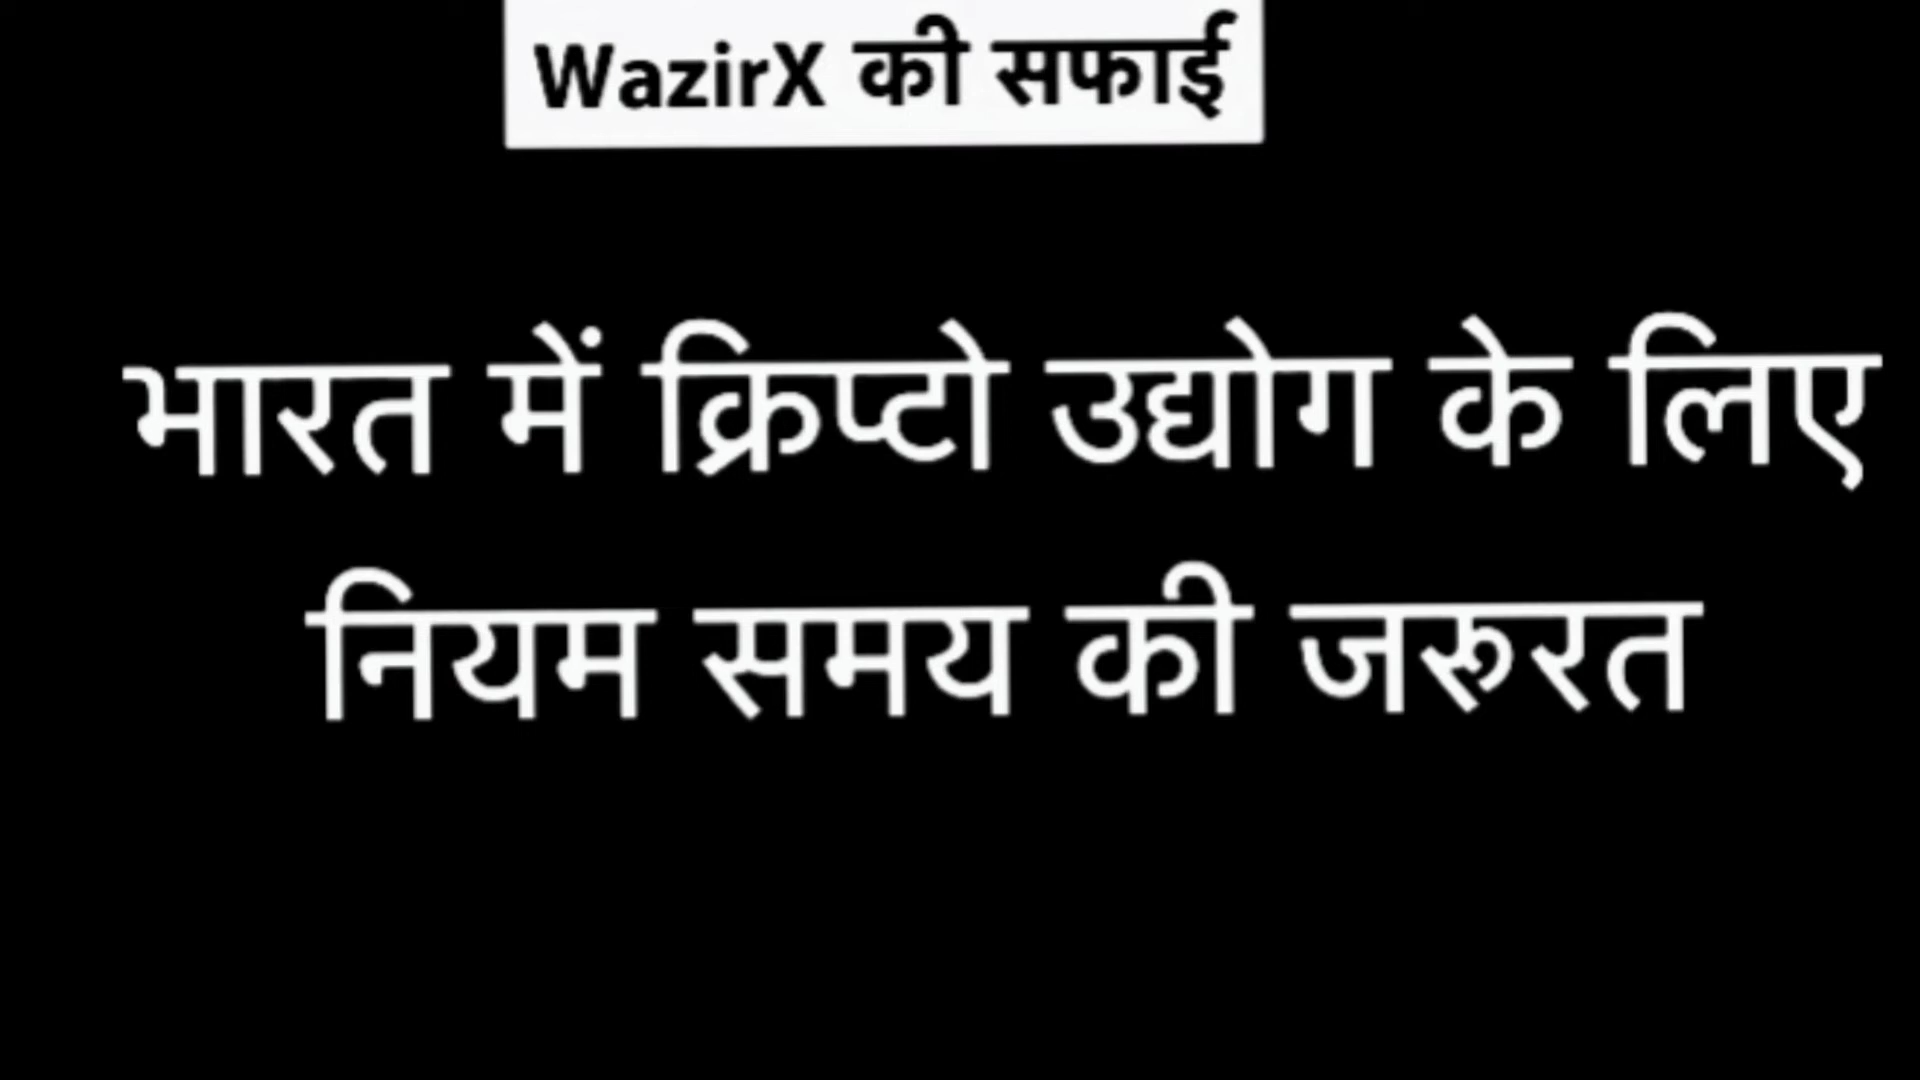 WazirX की सफाई
भारत में क्रिप्टो उद्योग के लिए
नियम समय की जरूरत